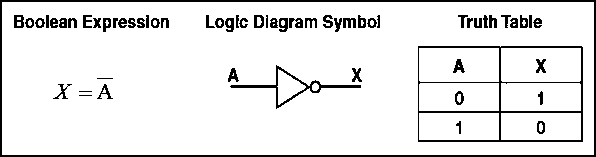 Boolean Expression Logic Diagram Symbol Truth Table
X = A̅
A X
A X
0 1
1 0